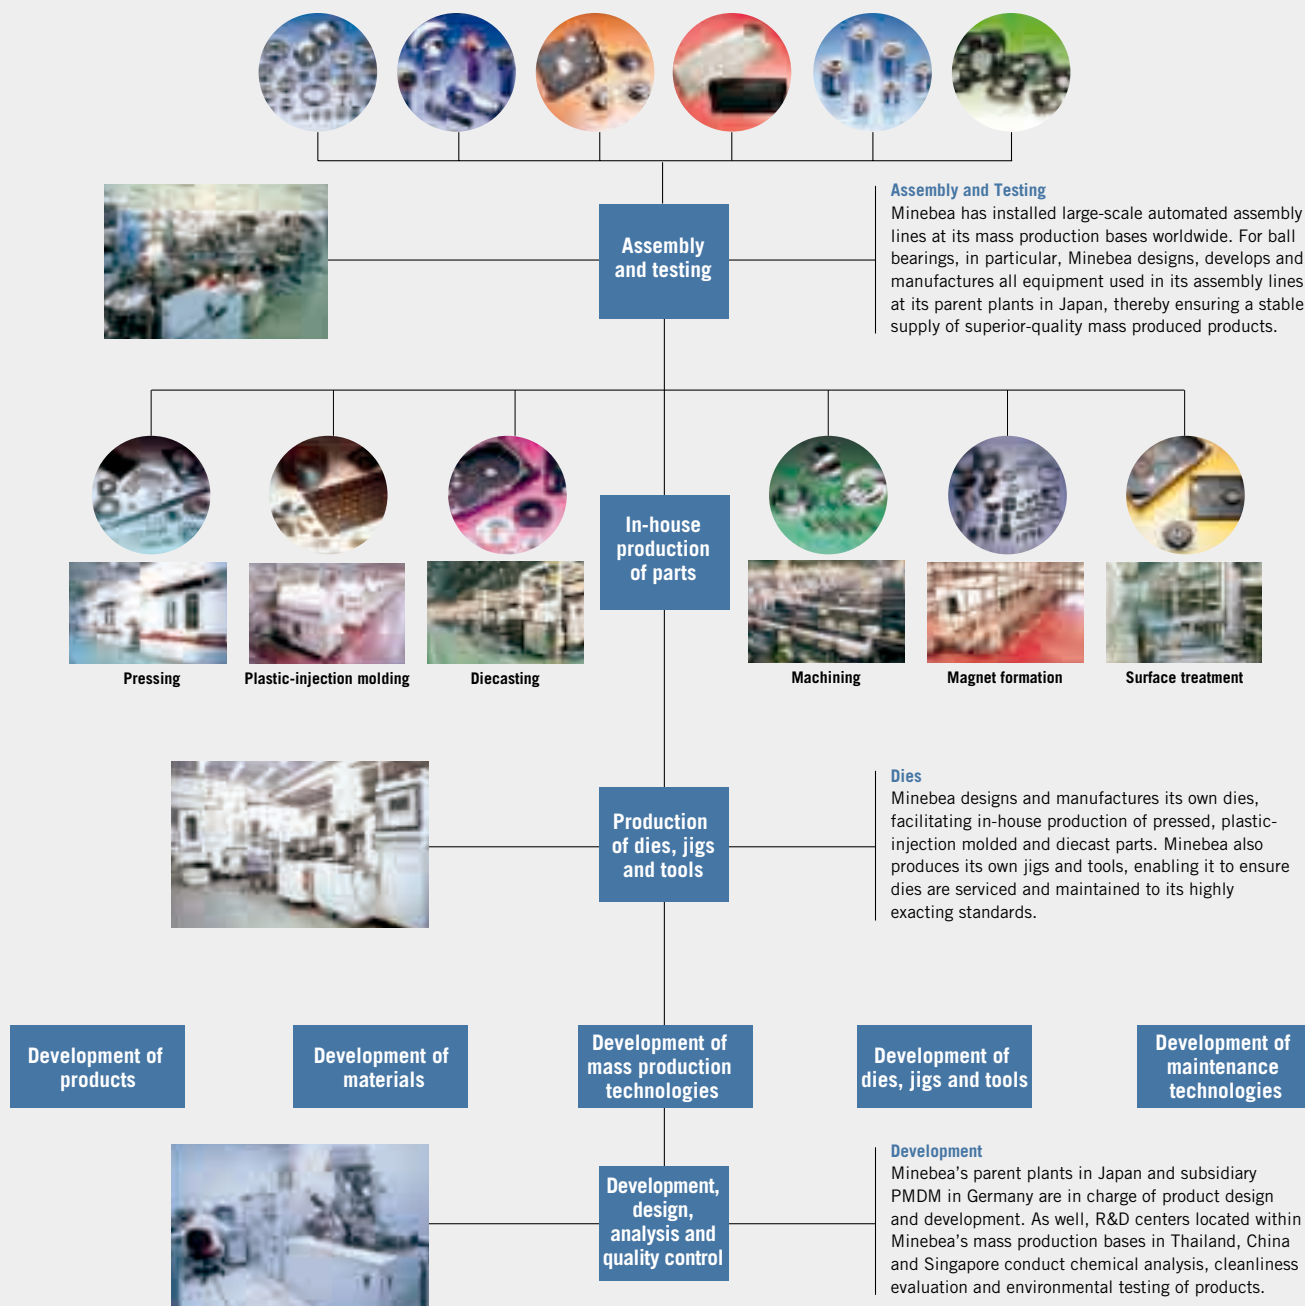 Assembly and Testing
Minebea has installed large-scale automated assembly
lines at its mass production bases worldwide. For ball
bearings, in particular, Minebea designs, develops and
manufactures all equipment used in its assembly lines
at its parent plants in Japan, thereby ensuring a stable
supply of superior-quality mass produced products.
Assembly
and testing
In-house
production
of parts
Pressing
Plastic-injection molding
Diecasting
Machining
Magnet formation
Surface treatment
Production
of dies, jigs
and tools
Dies
Minebea designs and manufactures its own dies,
facilitating in-house production of pressed, plastic-
injection molded and diecast parts. Minebea also
produces its own jigs and tools, enabling it to ensure
dies are serviced and maintained to its highly
exacting standards.
Development of
products
Development of
materials
Development of
mass production
technologies
Development of
dies, jigs and tools
Development of
maintenance
technologies
Development,
design,
analysis and
quality control
Development
Minebea's parent plants in Japan and subsidiary
PMDM in Germany are in charge of product design
and development. As well, R&D centers located within
Minebea's mass production bases in Thailand, China
and Singapore conduct chemical analysis, cleanliness
evaluation and environmental testing of products.